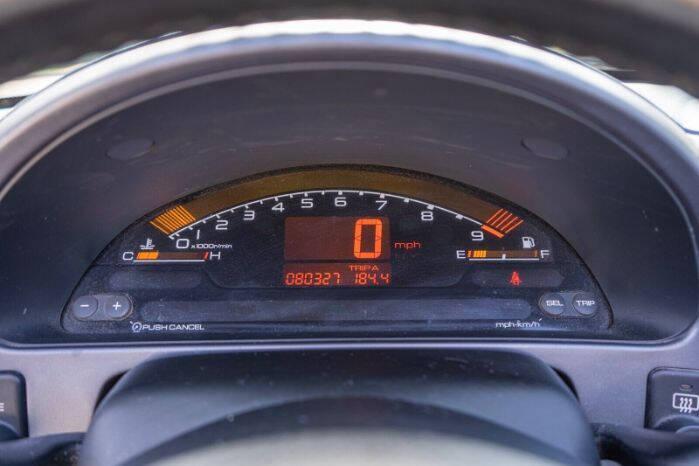 0 1 2 3 4 5 6 7 8 9
x1000r/min
0 mph
C H
E F
TRIP A
080327 184.4
- + SEL TRIP
PUSH CANCEL mph•km/h